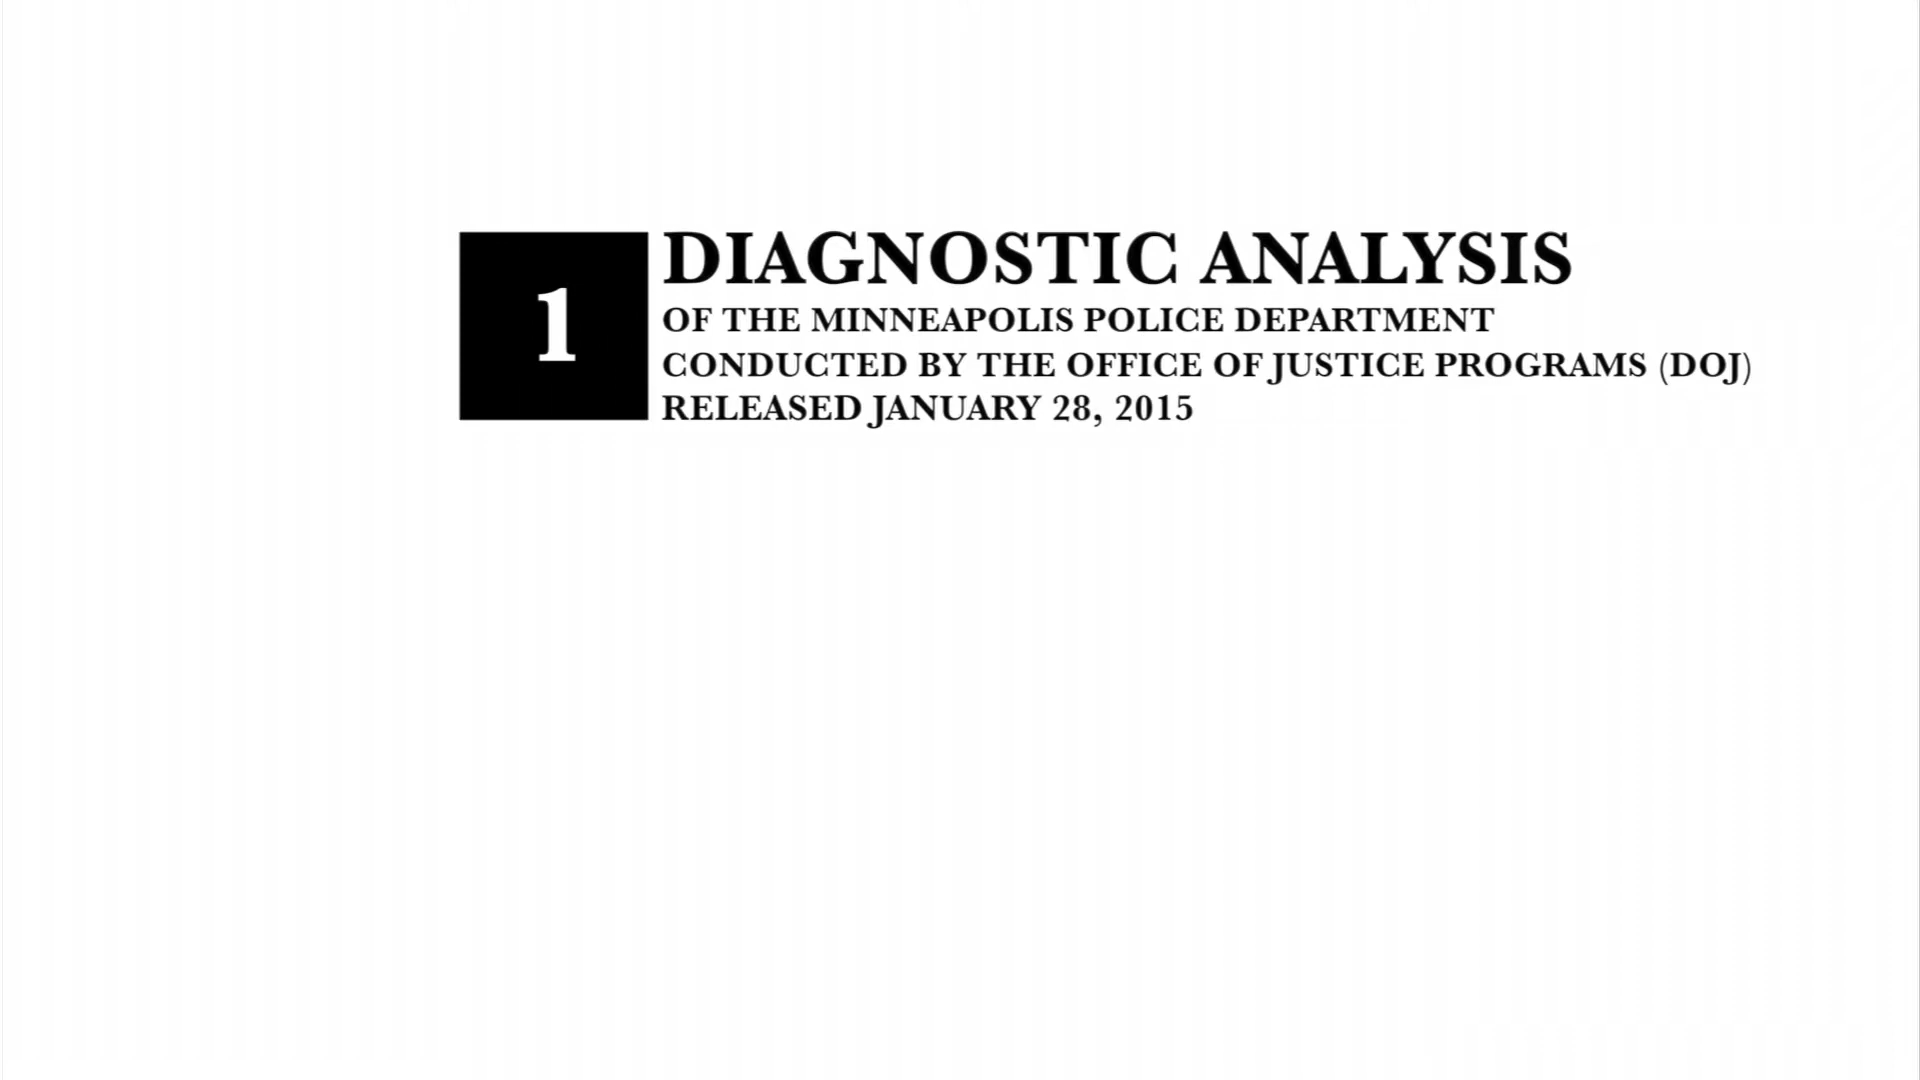 1
DIAGNOSTIC ANALYSIS
OF THE MINNEAPOLIS POLICE DEPARTMENT
CONDUCTED BY THE OFFICE OF JUSTICE PROGRAMS (DOJ)
RELEASED JANUARY 28, 2015